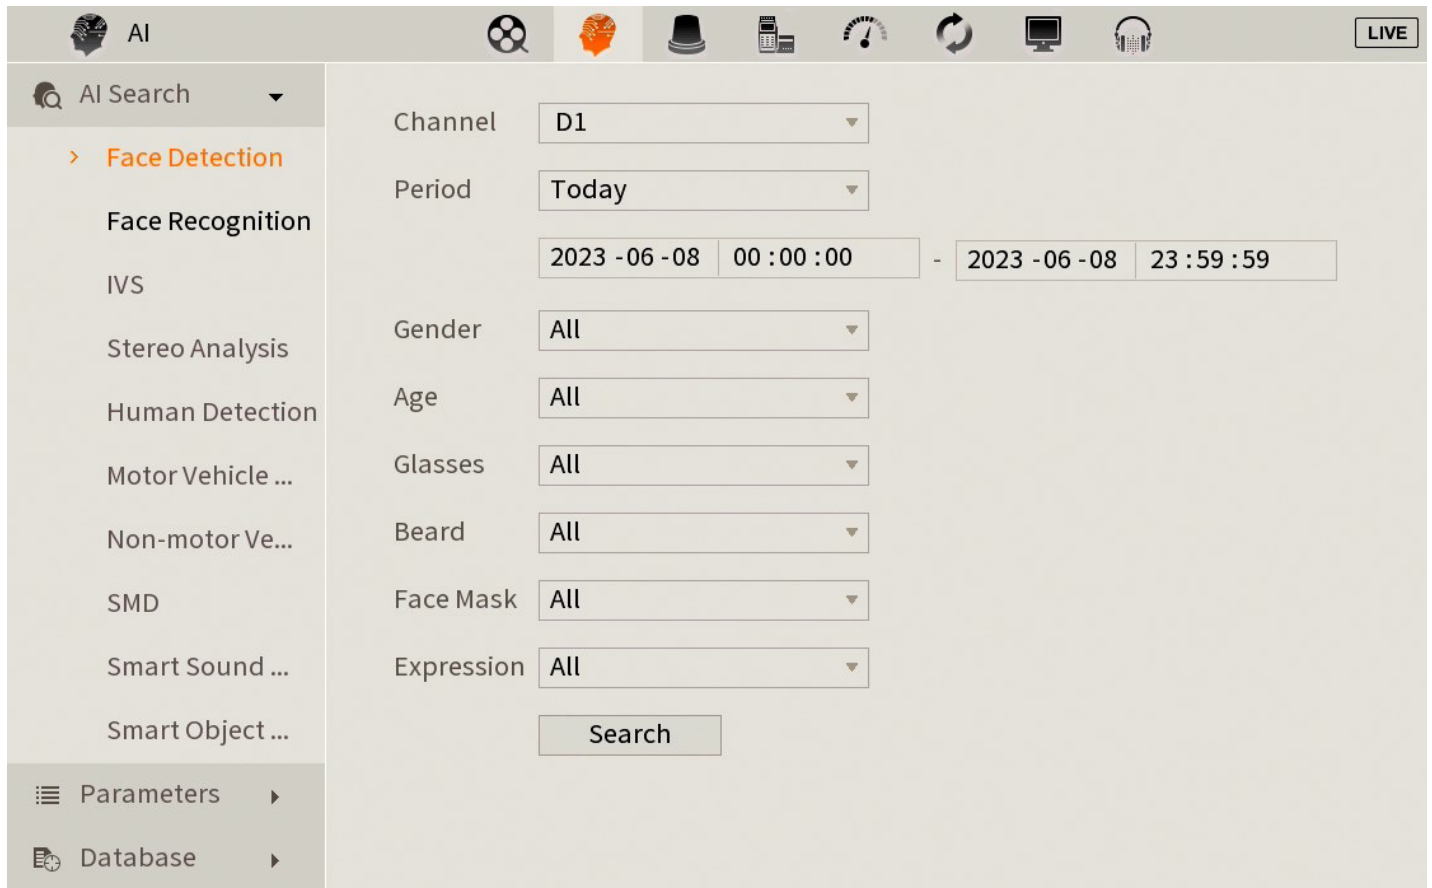 AI
LIVE
AI Search
Face Detection
Face Recognition
IVS
Stereo Analysis
Human Detection
Motor Vehicle ...
Non-motor Ve...
SMD
Smart Sound ...
Smart Object ...
Parameters
Database
Channel D1
Period Today
2023 -06 -08 00 :00 :00 - 2023 -06 -08 23 :59 :59
Gender All
Age All
Glasses All
Beard All
Face Mask All
Expression All
Search